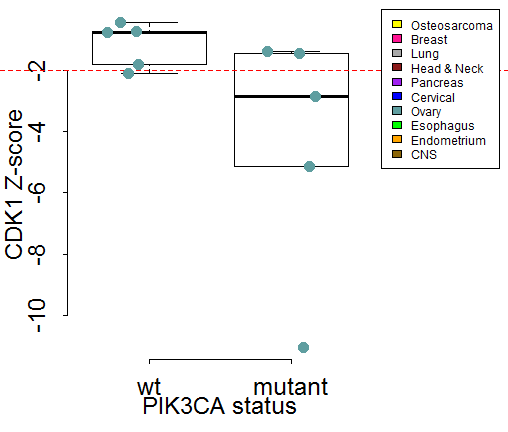 Osteosarcoma
Breast
Lung
Head & Neck
Pancreas
Cervical
Ovary
Esophagus
Endometrium
CNS
-2
-4
-6
-8
-10
CDK1 Z-score
wt mutant
PIK3CA status